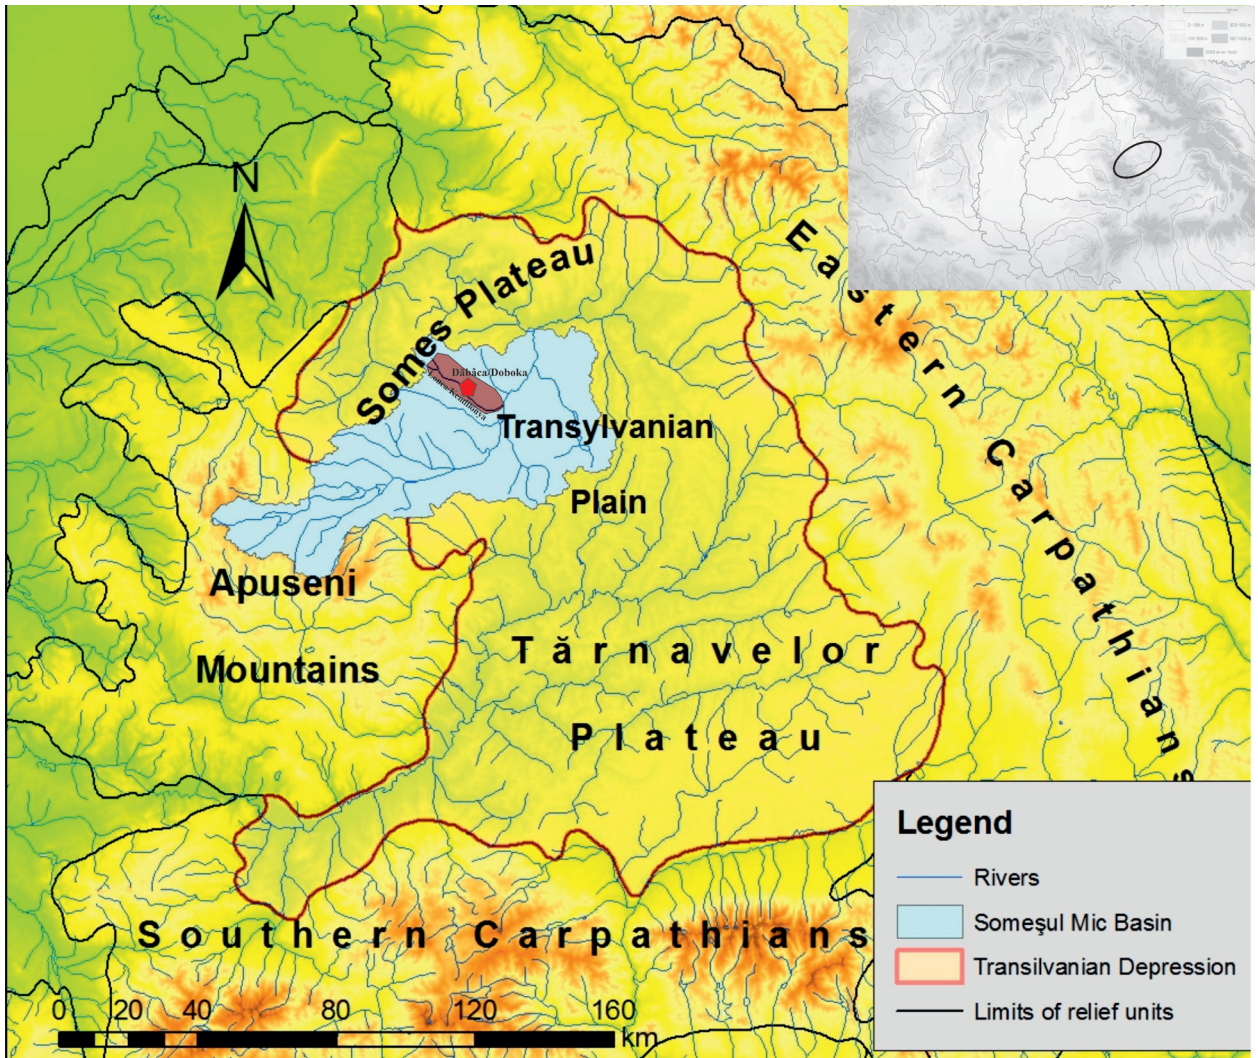 N
Eastern Carpathians
Somes Plateau
Dăbâca/Doboka
Transylvanian
Plain
Apuseni
Mountains
Tărnavelor
Plateau
Southern Carpathians
0 20 40 80 120 160
km
Legend
Rivers
Someşul Mic Basin
Transilvanian Depression
Limits of relief units